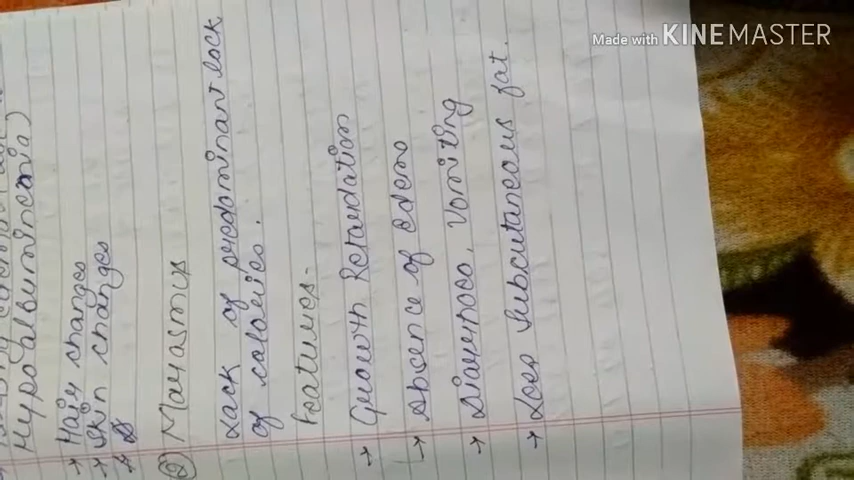 Hypoalbuminemia)
→ Hair changes
→ Skin changes
② Marasmus
Lack of predominant lack
of calories.
Features-
→ Growth Retardation
→ Absence of edema
→ Diarrhoea, Vomiting
→ Loss Subcutaneous fat.
Made with KINEMASTER